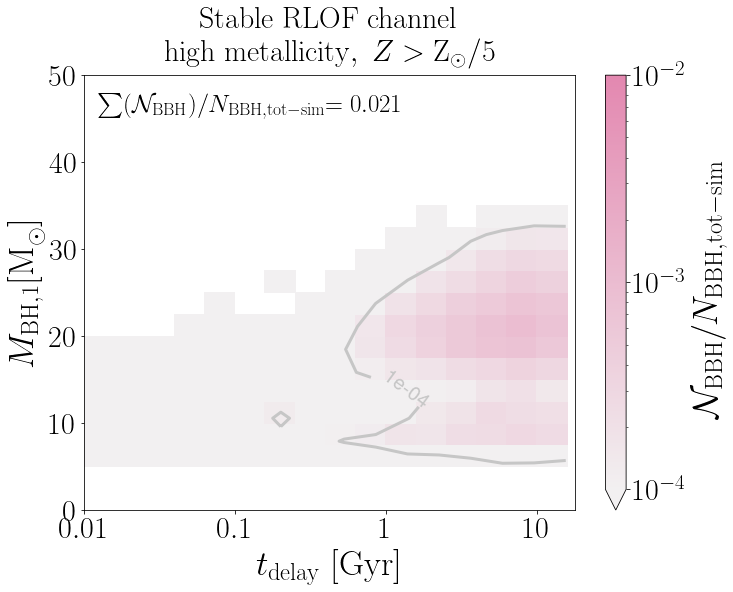 Stable RLOF channel
high metallicity, Z > Z⊙/5
∑(𝒩BBH)/NBBH,tot−sim= 0.021
50
40
30
20
10
0
MBH,1[M⊙]
1e-04
0.01
0.1
1
10
tdelay [Gyr]
10−2
10−3
10−4
𝒩BBH/NBBH,tot−sim